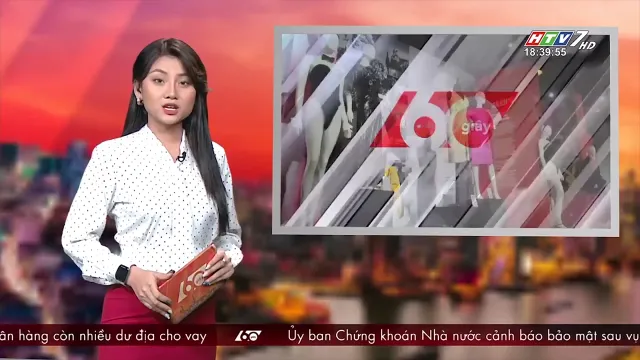 HTV7 HD
18:39:55
60 giây
60
ân hàng còn nhiều dư địa cho vay 60 Ủy ban Chứng khoán Nhà nước cảnh báo bảo mật sau vụ